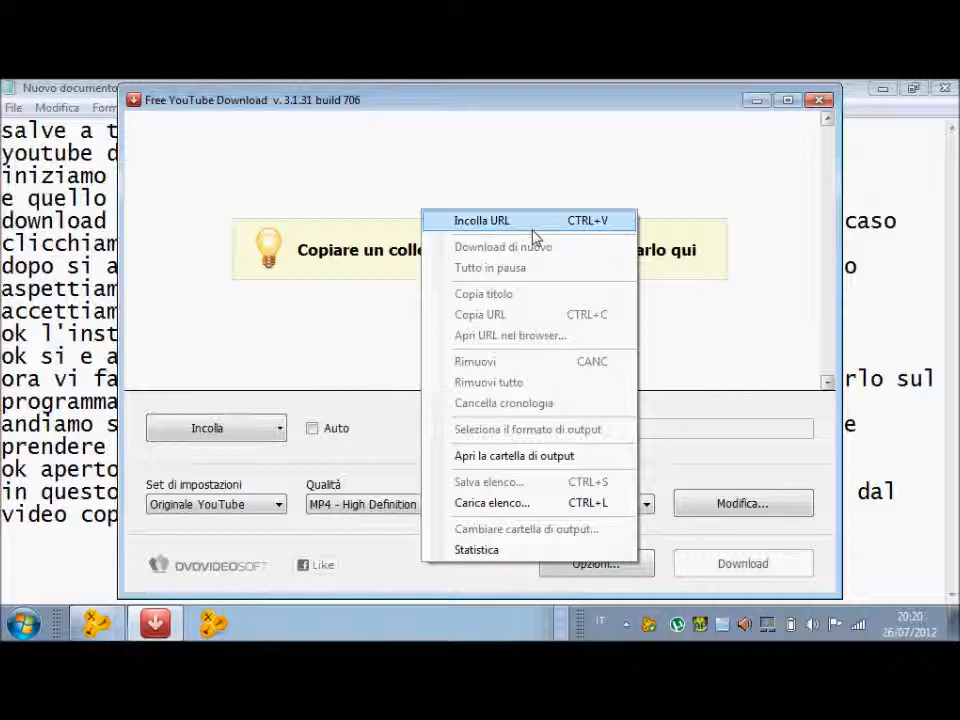 Nuovo documento
Free YouTube Download v. 3.1.31 build 706
File Modifica Form
salve a t
youtube d
iniziamo
e quello
download
caso
clicchiam
dopo si a
o
aspettiam
accettiam
ok l'inst
ok si e a
ora vi fa
rlo sul
programma
andiamo s
e
prendere
ok aperto
in questo
dal
video cop
Copiare un colle
arlo qui
Incolla URL CTRL+V
Download di nuovo
Tutto in pausa
Copia titolo
Copia URL CTRL+C
Apri URL nel browser...
Rimuovi CANC
Rimuovi tutto
Cancella cronologia
Seleziona il formato di output
Apri la cartella di output
Salva elenco... CTRL+S
Carica elenco... CTRL+L
Cambiare cartella di output...
Statistica
Incolla
Auto
Set di impostazioni
Qualità
Originale YouTube
MP4 - High Definition
Modifica...
DVDVIDEOSOFT
Like
Opzioni...
Download
IT
20:20
26/07/2012